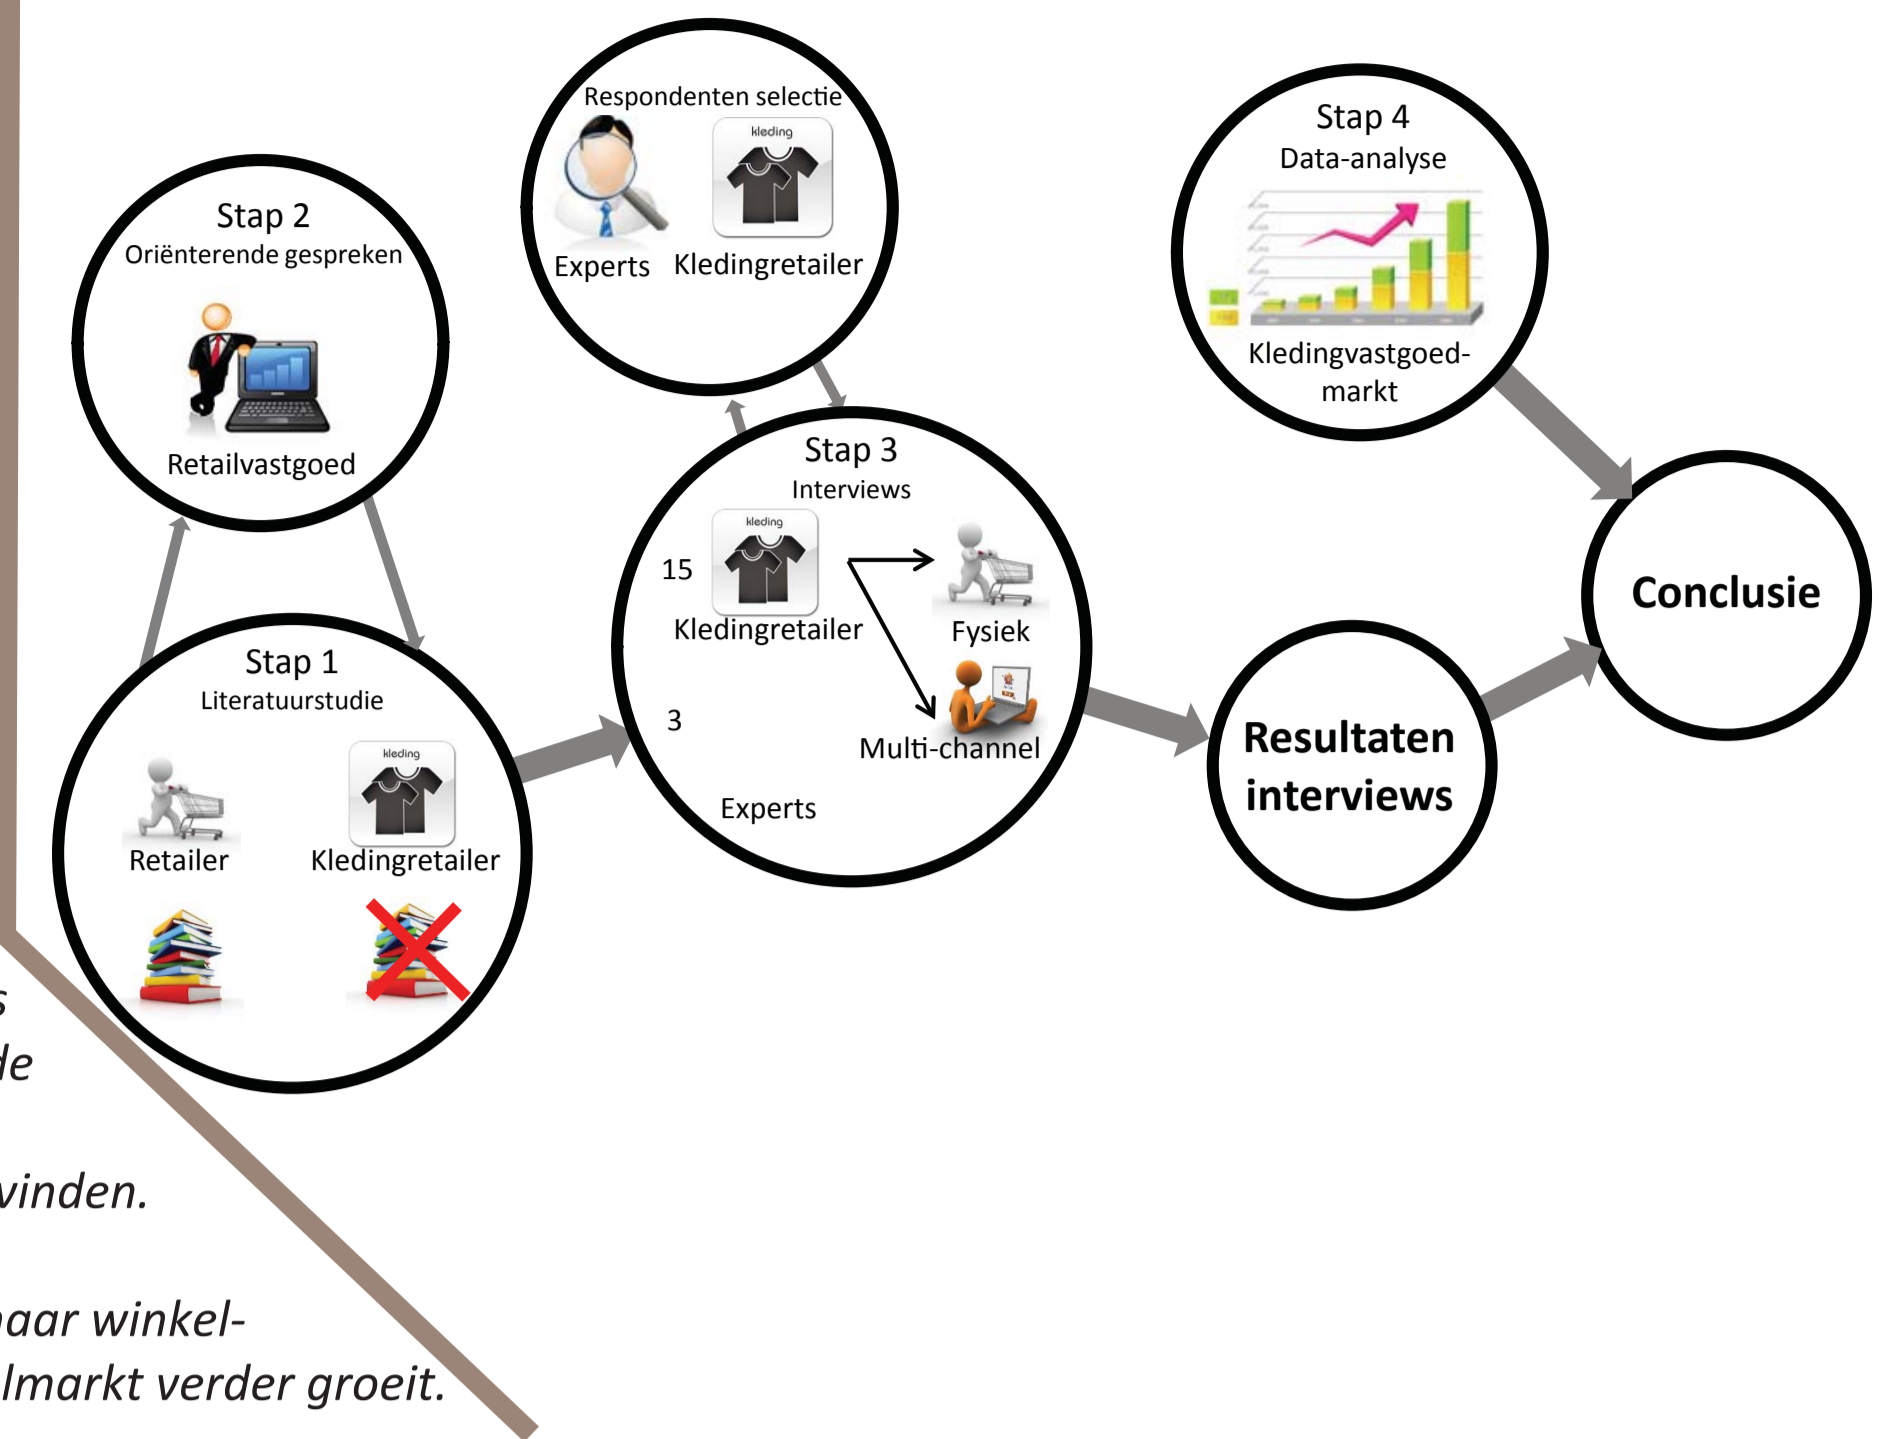 Respondenten selectie
kleding
Experts
Kledingretailer
Stap 4
Data-analyse
Kledingvastgoed-
markt
Stap 2
Oriënterende gespreken
Retailvastgoed
Stap 3
Interviews
15
kleding
Kledingretailer
Fysiek
3
Multi-channel
Experts
Stap 1
Literatuurstudie
kleding
Retailer
Kledingretailer
Resultaten
interviews
Conclusie
s
de
vinden.
naar winkel-
lmarkt verder groeit.